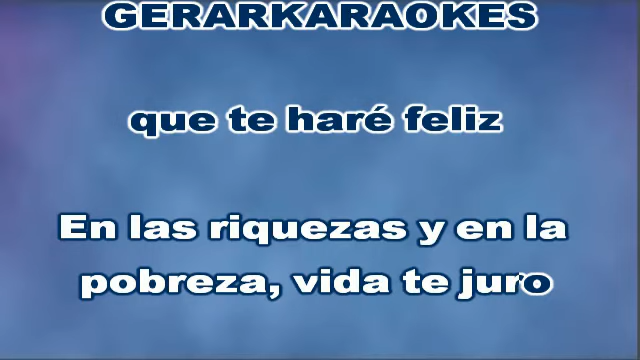 GERARKARAOKES
que te haré feliz
En las riquezas y en la
pobreza, vida te juro